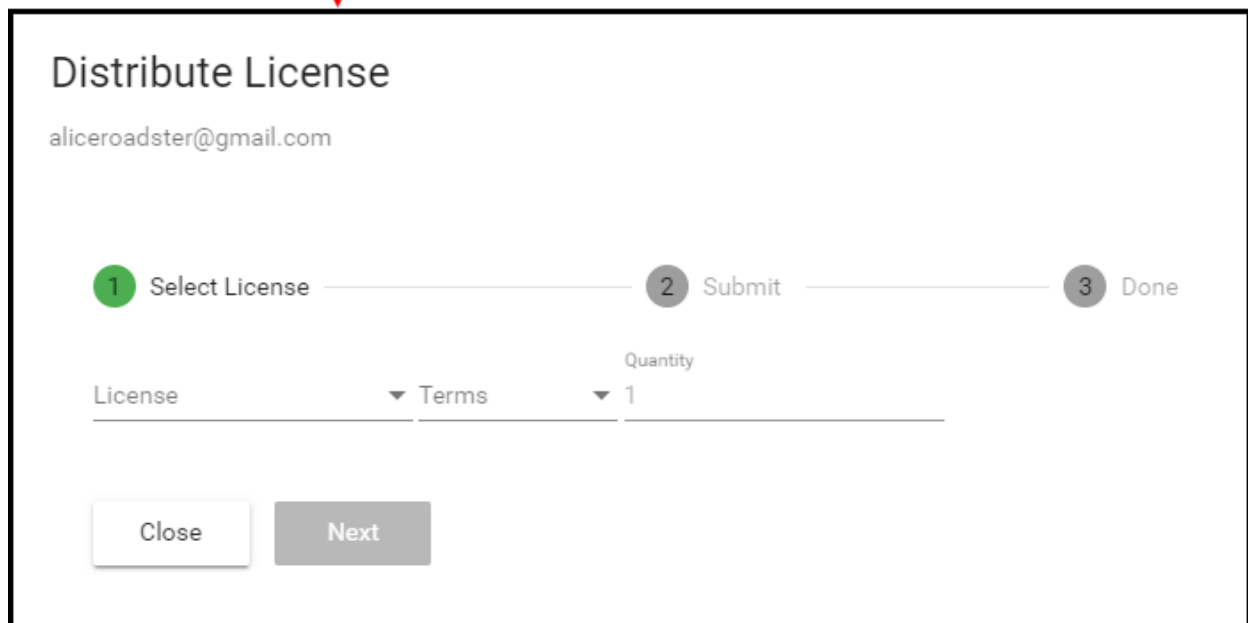 Distribute License
aliceroadster@gmail.com
1 Select License 2 Submit 3 Done
Quantity
License Terms 1
Close Next